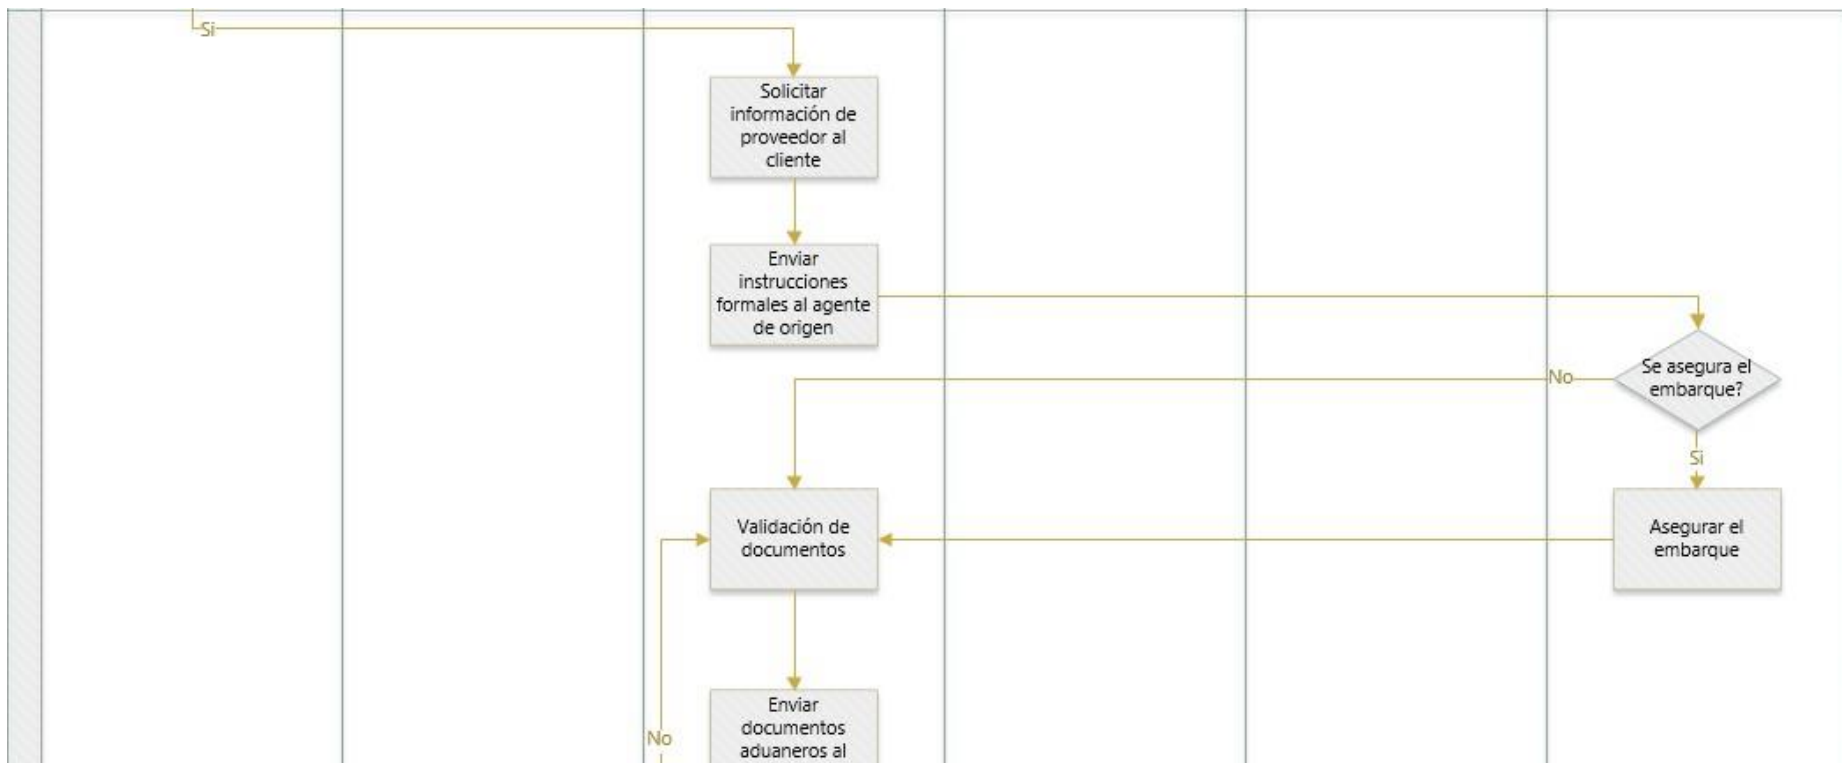 Si
Solicitar
información de
proveedor al
cliente
Enviar
instrucciones
formales al agente
de origen
Se asegura el
embarque?
No
Si
Validación de
documentos
Asegurar el
embarque
Enviar
documentos
aduaneros al
No